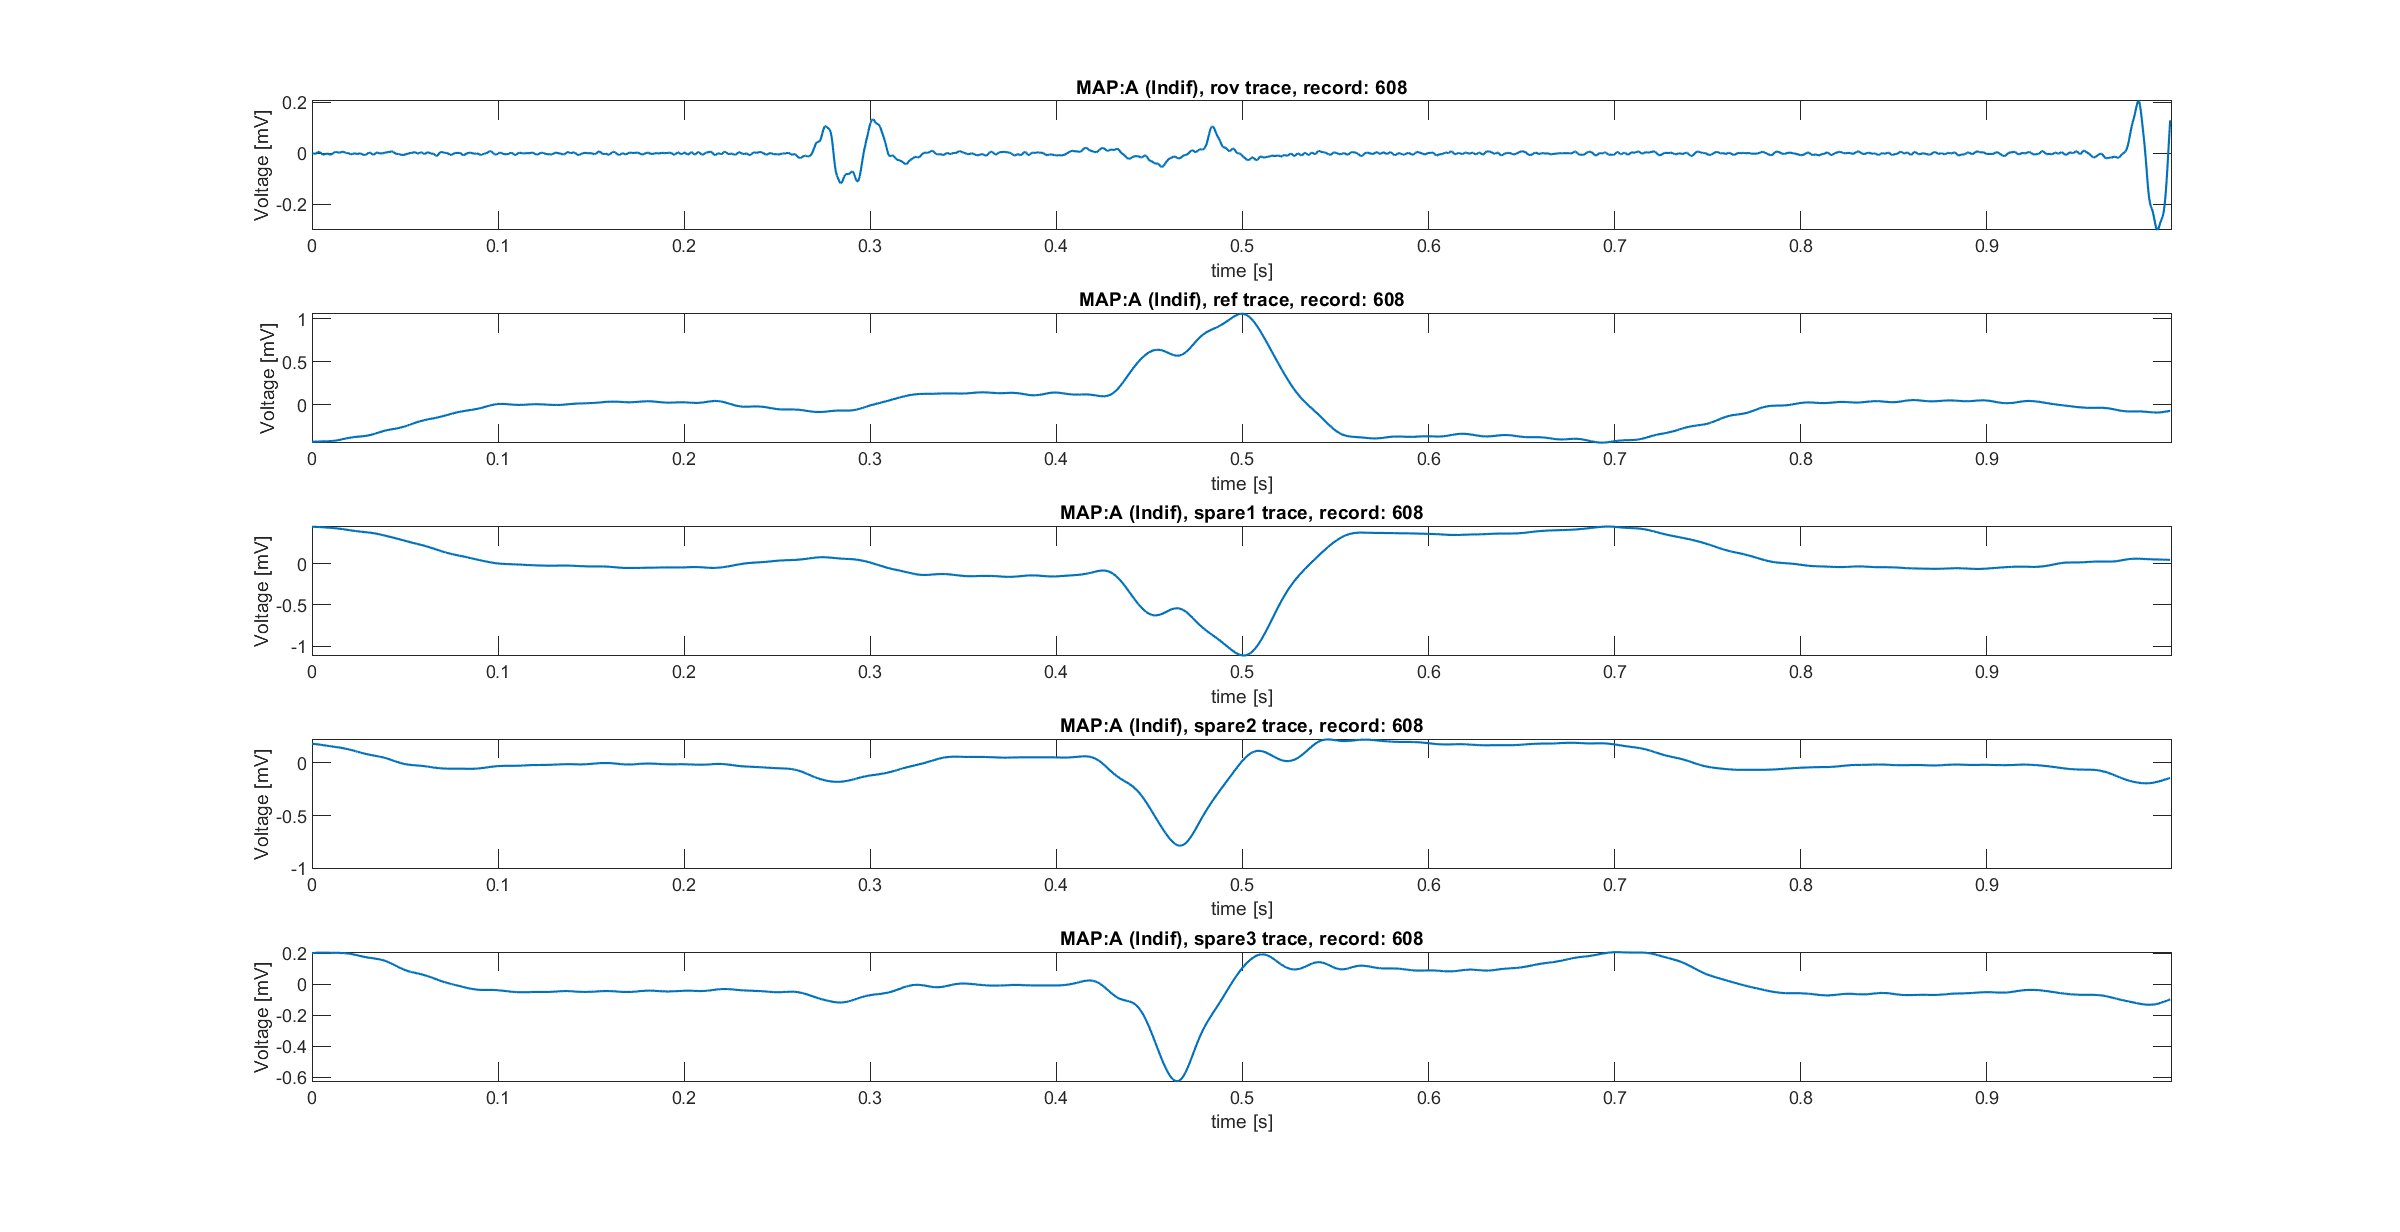 MAP:A (Indif), rov trace, record: 608
Voltage [mV]
0.2
0
-0.2
0 0.1 0.2 0.3 0.4 0.5 0.6 0.7 0.8 0.9
time [s]
MAP:A (Indif), ref trace, record: 608
Voltage [mV]
1
0.5
0
0 0.1 0.2 0.3 0.4 0.5 0.6 0.7 0.8 0.9
time [s]
MAP:A (Indif), spare1 trace, record: 608
Voltage [mV]
0
-0.5
-1
0 0.1 0.2 0.3 0.4 0.5 0.6 0.7 0.8 0.9
time [s]
MAP:A (Indif), spare2 trace, record: 608
Voltage [mV]
0
-0.5
-1
0 0.1 0.2 0.3 0.4 0.5 0.6 0.7 0.8 0.9
time [s]
MAP:A (Indif), spare3 trace, record: 608
Voltage [mV]
0.2
0
-0.2
-0.4
-0.6
0 0.1 0.2 0.3 0.4 0.5 0.6 0.7 0.8 0.9
time [s]